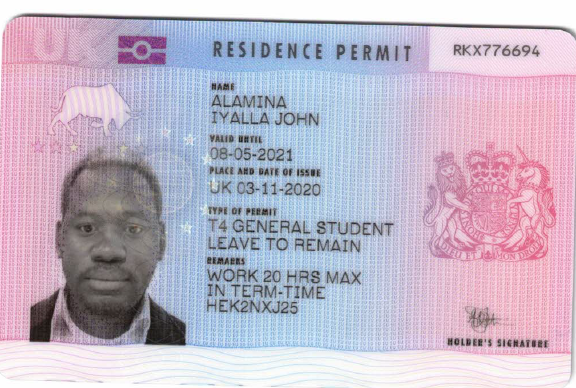 UK
RESIDENCE PERMIT
RKX776694
NAME
ALAMINA
IYALLA JOHN
VALID UNTIL
08-05-2021
PLACE AND DATE OF ISSUE
UK 03-11-2020
TYPE OF PERMIT
T4 GENERAL STUDENT
LEAVE TO REMAIN
REMARKS
WORK 20 HRS MAX
IN TERM-TIME
HEK2NXJ25
HOLDER'S SIGNATURE